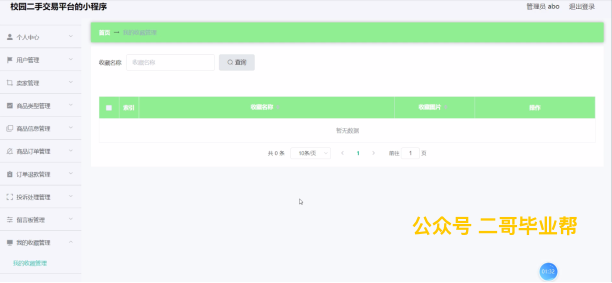 校园二手交易平台的小程序
管理员 abo 退出登录
个人中心
用户管理
卖家管理
商品类型管理
商品信息管理
商品订单管理
订单退款管理
投诉处理管理
留言板管理
我的收藏管理
我的收藏管理
首页 我的收藏管理
收藏名称 收藏名称 查询
索引 收藏名称 收藏图片 操作
暂无数据
共 0 条 10条/页 1 前往 1 页
公众号 二哥毕业帮